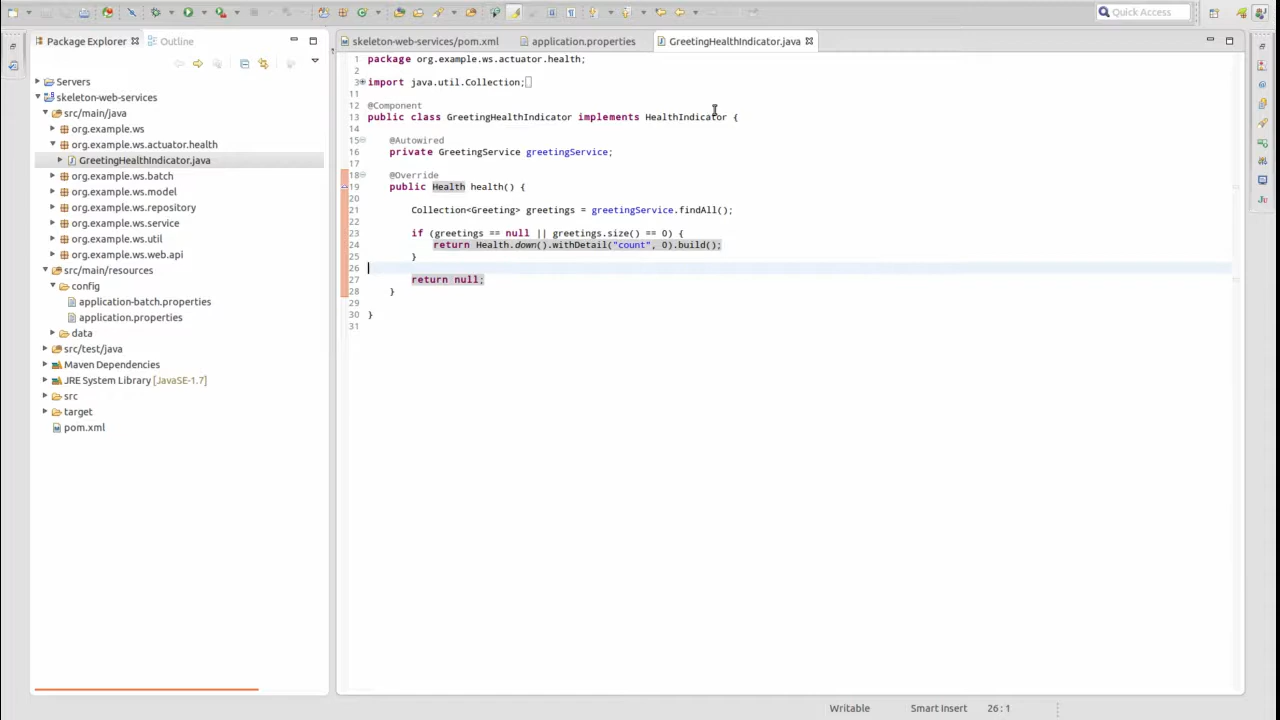 Quick Access
Package Explorer
Outline
skeleton-web-services/pom.xml
application.properties
GreetingHealthIndicator.java
Servers
skeleton-web-services
src/main/java
org.example.ws
org.example.ws.actuator.health
GreetingHealthIndicator.java
org.example.ws.batch
org.example.ws.model
org.example.ws.repository
org.example.ws.service
org.example.ws.util
org.example.ws.web.api
src/main/resources
config
application-batch.properties
application.properties
data
src/test/java
Maven Dependencies
JRE System Library [JavaSE-1.7]
src
target
pom.xml
1 package org.example.ws.actuator.health;
2
3 import java.util.Collection;
11
12 @Component
13 public class GreetingHealthIndicator implements HealthIndicator {
14
15 @Autowired
16 private GreetingService greetingService;
17
18 @Override
19 public Health health() {
20
21 Collection<Greeting> greetings = greetingService.findAll();
22
23 if (greetings == null || greetings.size() == 0) {
24 return Health.down().withDetail("count", 0).build();
25 }
26
27 return null;
28 }
29
30 }
31
Writable
Smart Insert
26 : 1